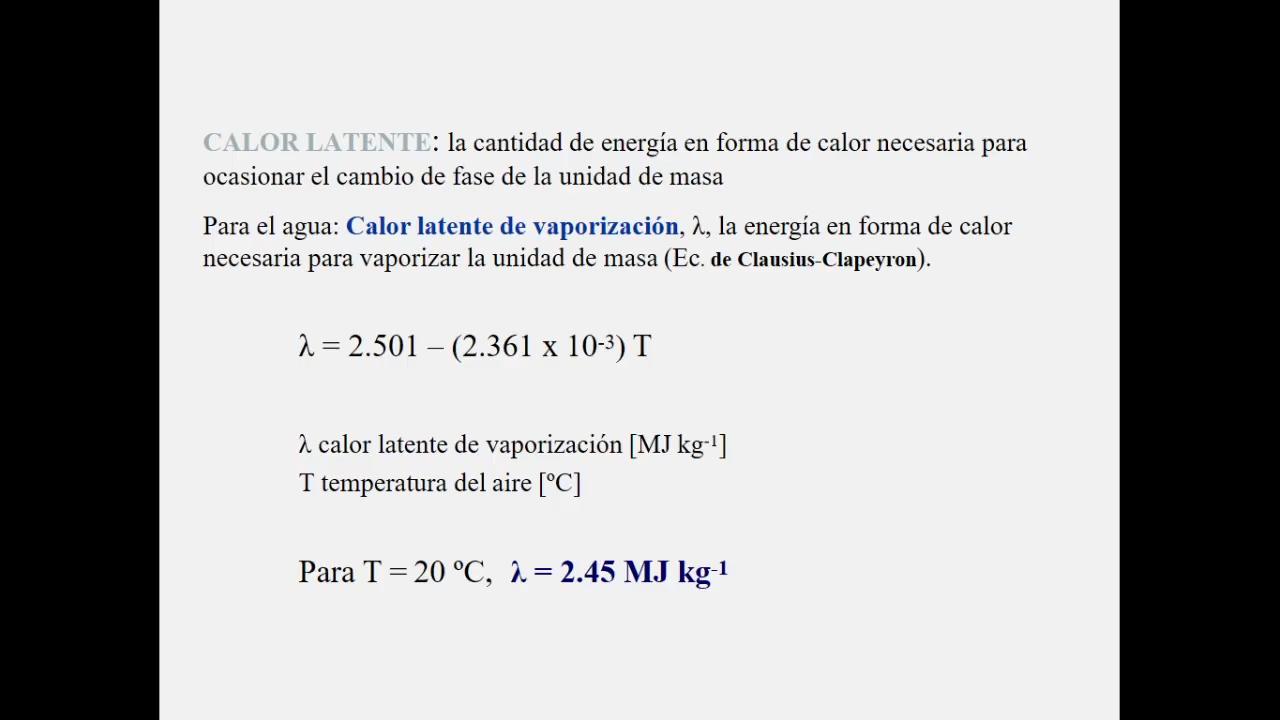 CALOR LATENTE: la cantidad de energía en forma de calor necesaria para
ocasionar el cambio de fase de la unidad de masa
Para el agua: Calor latente de vaporización, λ, la energía en forma de calor
necesaria para vaporizar la unidad de masa (Ec. de Clausius-Clapeyron).
λ = 2.501 – (2.361 x 10⁻³) T
λ calor latente de vaporización [MJ kg⁻¹]
T temperatura del aire [ºC]
Para T = 20 ºC, λ = 2.45 MJ kg⁻¹